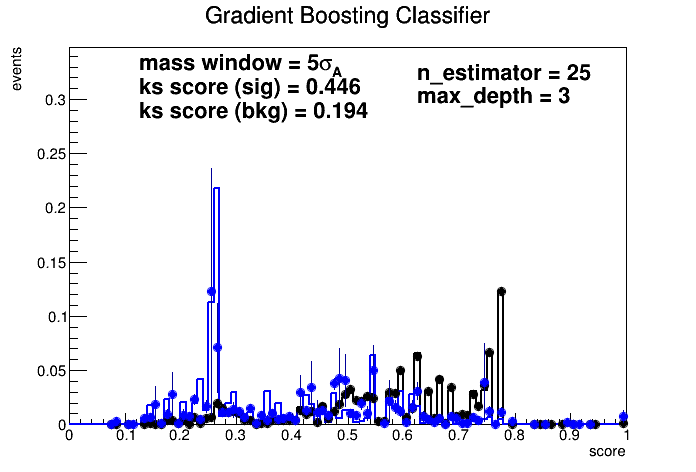 Gradient Boosting Classifier
events
mass window = 5σA
ks score (sig) = 0.446
ks score (bkg) = 0.194
n_estimator = 25
max_depth = 3
0.3
0.25
0.2
0.15
0.1
0.05
0
0 0.1 0.2 0.3 0.4 0.5 0.6 0.7 0.8 0.9 1
score